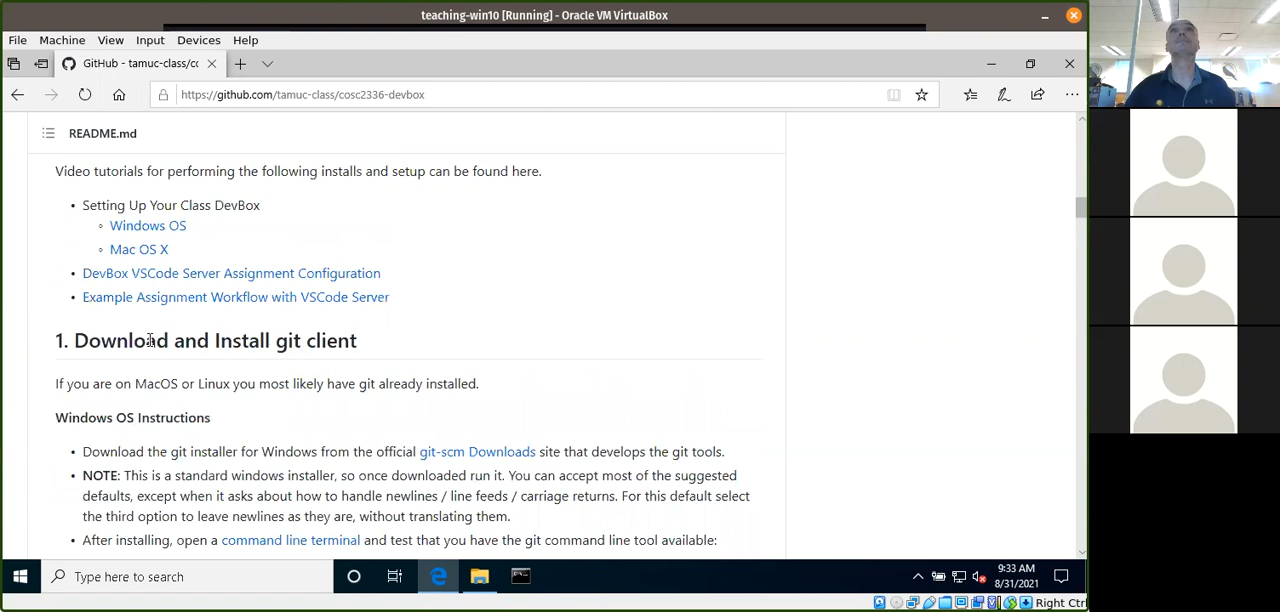 teaching-win10 [Running] - Oracle VM VirtualBox
File Machine View Input Devices Help
GitHub - tamuc-class/cc
https://github.com/tamuc-class/cosc2336-devbox
README.md
Video tutorials for performing the following installs and setup can be found here.
• Setting Up Your Class DevBox
◦ Windows OS
◦ Mac OS X
• DevBox VSCode Server Assignment Configuration
• Example Assignment Workflow with VSCode Server
1. Download and Install git client
If you are on MacOS or Linux you most likely have git already installed.
Windows OS Instructions
• Download the git installer for Windows from the official git-scm Downloads site that develops the git tools.
• NOTE: This is a standard windows installer, so once downloaded run it. You can accept most of the suggested
defaults, except when it asks about how to handle newlines / line feeds / carriage returns. For this default select
the third option to leave newlines as they are, without translating them.
• After installing, open a command line terminal and test that you have the git command line tool available:
Type here to search
9:33 AM
8/31/2021
Right Ctrl